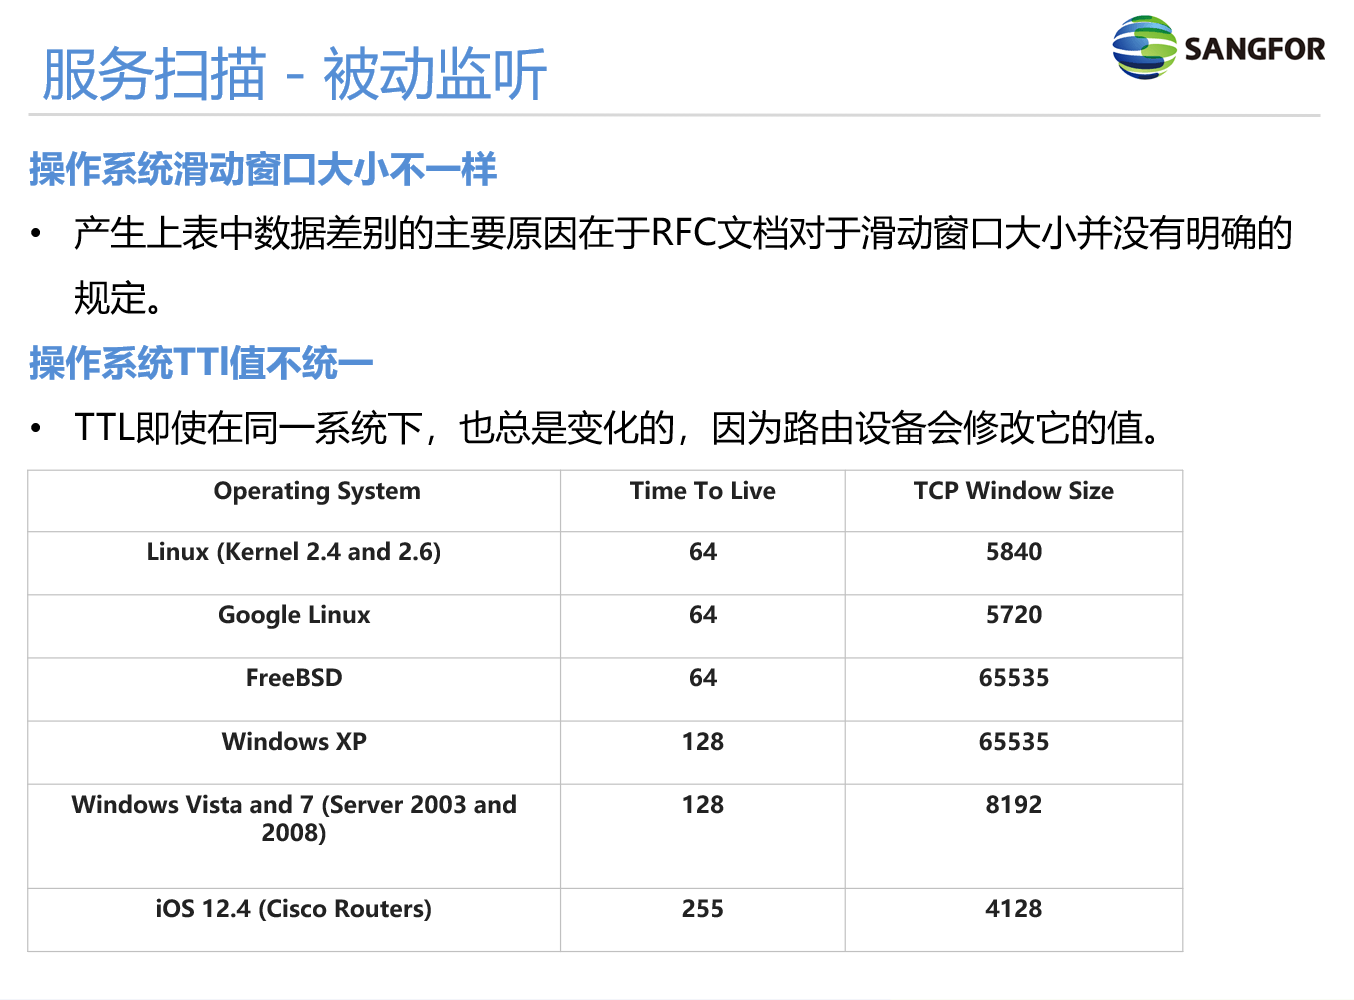 服务扫描 - 被动监听
SANGFOR
操作系统滑动窗口大小不一样
• 产生上表中数据差别的主要原因在于RFC文档对于滑动窗口大小并没有明确的
规定。
操作系统TTl值不统一
• TTL即使在同一系统下，也总是变化的，因为路由设备会修改它的值。
Operating System Time To Live TCP Window Size
Linux (Kernel 2.4 and 2.6) 64 5840
Google Linux 64 5720
FreeBSD 64 65535
Windows XP 128 65535
Windows Vista and 7 (Server 2003 and 128 8192
2008)
iOS 12.4 (Cisco Routers) 255 4128